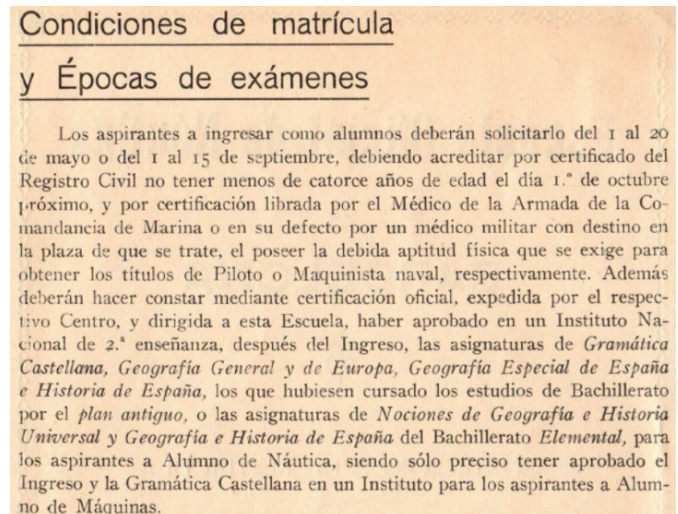 Condiciones de matrícula
y Épocas de exámenes
Los aspirantes a ingresar como alumnos deberán solicitarlo del 1 al 20
de mayo o del 1 al 15 de septiembre, debiendo acreditar por certificado del
Registro Civil no tener menos de catorce años de edad el día 1.º de octubre
próximo, y por certificación librada por el Médico de la Armada de la Co-
mandancia de Marina o en su defecto por un médico militar con destino en
la plaza de que se trate, el poseer la debida aptitud física que se exige para
obtener los títulos de Piloto o Maquinista naval, respectivamente. Además
deberán hacer constar mediante certificación oficial, expedida por el respec-
tivo Centro, y dirigida a esta Escuela, haber aprobado en un Instituto Na-
cional de 2.ª enseñanza, después del Ingreso, las asignaturas de Gramática
Castellana, Geografía General y de Europa, Geografía Especial de España
e Historia de España, los que hubiesen cursado los estudios de Bachillerato
por el plan antiguo, o las asignaturas de Nociones de Geografía e Historia
Universal y Geografía e Historia de España del Bachillerato Elemental, para
los aspirantes a Alumno de Náutica, siendo sólo preciso tener aprobado el
Ingreso y la Gramática Castellana en un Instituto para los aspirantes a Alum-
no de Máquinas.